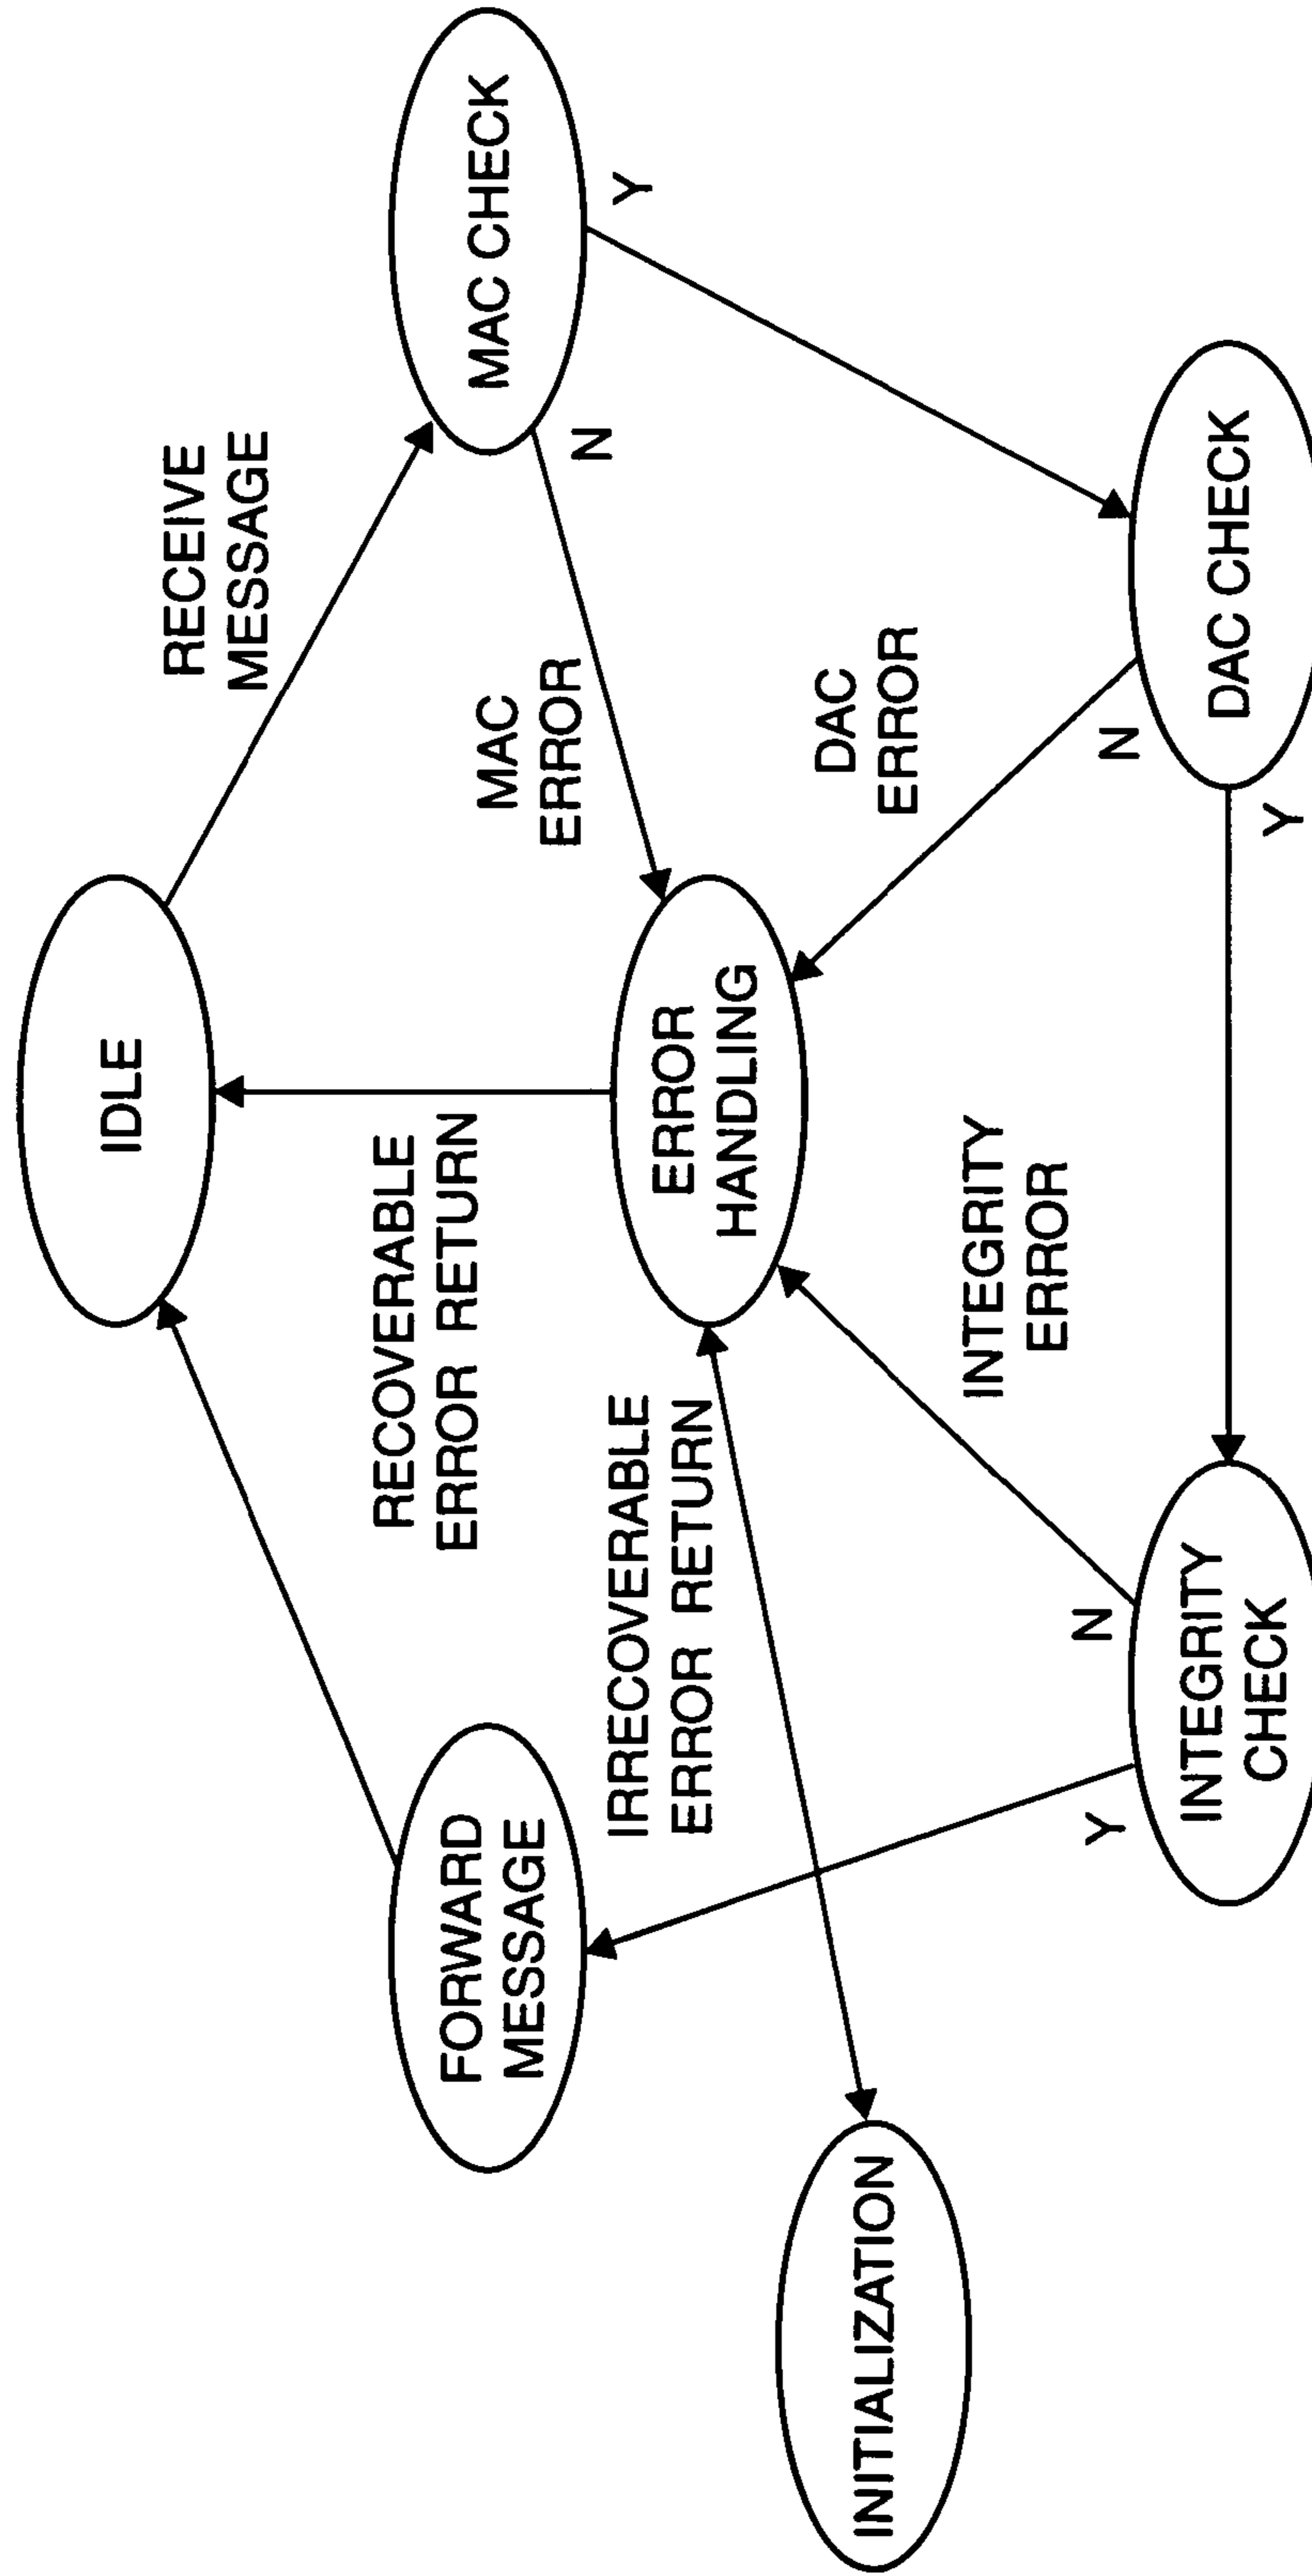 IDLE
RECEIVE
MESSAGE
MAC CHECK
Y
N
MAC
ERROR
RECOVERABLE
ERROR RETURN
FORWARD
MESSAGE
ERROR
HANDLING
IRRECOVERABLE
ERROR RETURN
DAC
ERROR
INITIALIZATION
INTEGRITY
ERROR
N
DAC CHECK
Y
N
Y
INTEGRITY
CHECK